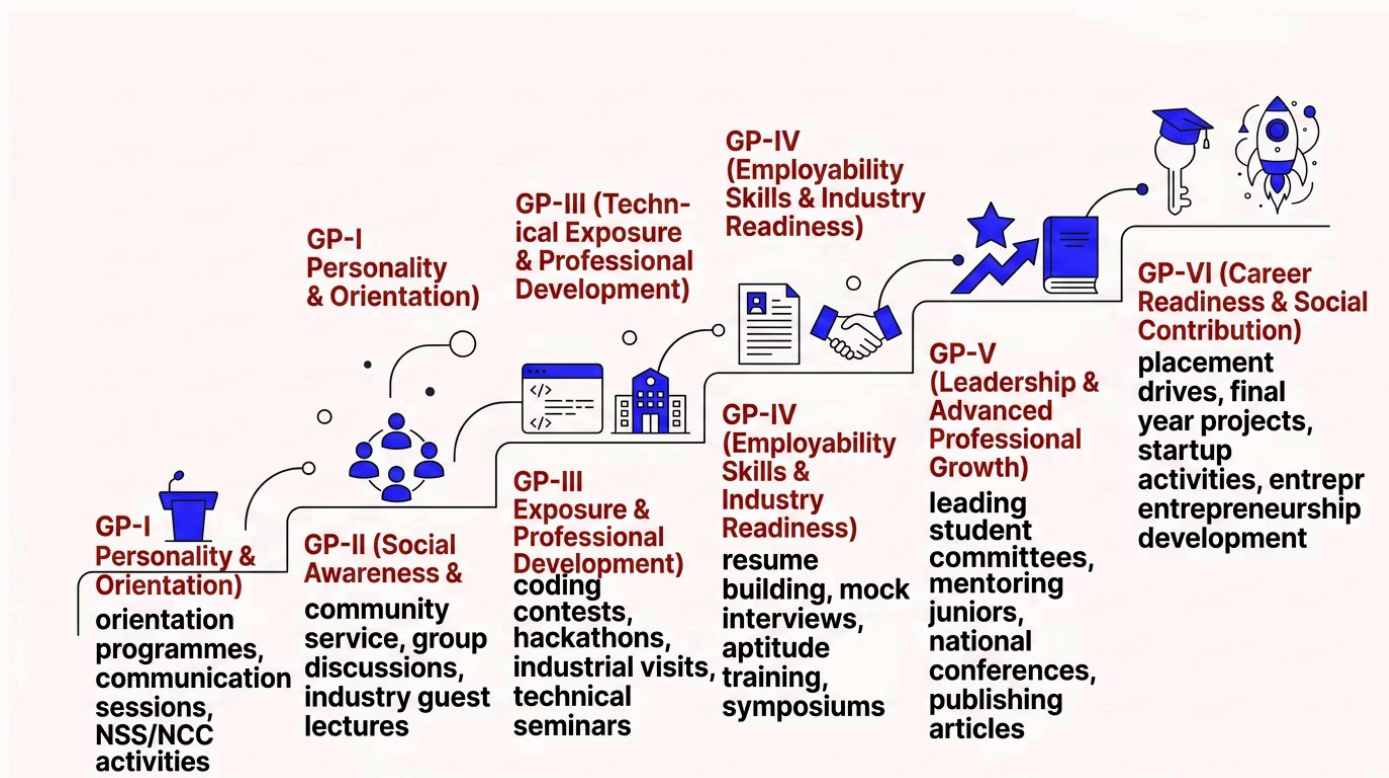 GP-I
Personality &
Orientation)
orientation
programmes,
communication
sessions,
NSS/NCC
activities
GP-I
Personality
& Orientation)
GP-II (Social
Awareness &
community
service, group
discussions,
industry guest
lectures
GP-III (Techn-
ical Exposure
& Professional
Development)
</>
</>
GP-III
Exposure &
Professional
Development)
coding
contests,
hackathons,
industrial visits,
technical
seminars
GP-IV
(Employability
Skills & Industry
Readiness)
GP-IV
(Employability
Skills &
Industry
Readiness)
resume
building, mock
interviews,
aptitude
training,
symposiums
GP-V
(Leadership &
Advanced
Professional
Growth)
leading
student
committees,
mentoring
juniors,
national
conferences,
publishing
articles
GP-VI (Career
Readiness & Social
Contribution)
placement
drives, final
year projects,
startup
activities, entrepr
entrepreneurship
development